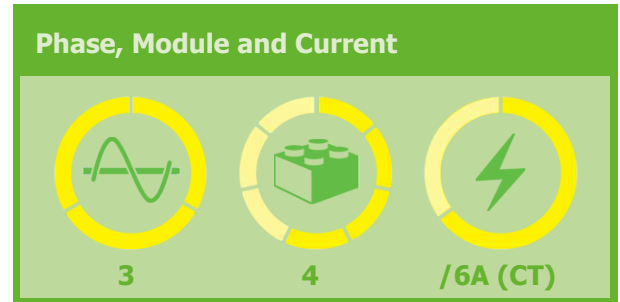 Phase, Module and Current
3
4
/6A (CT)